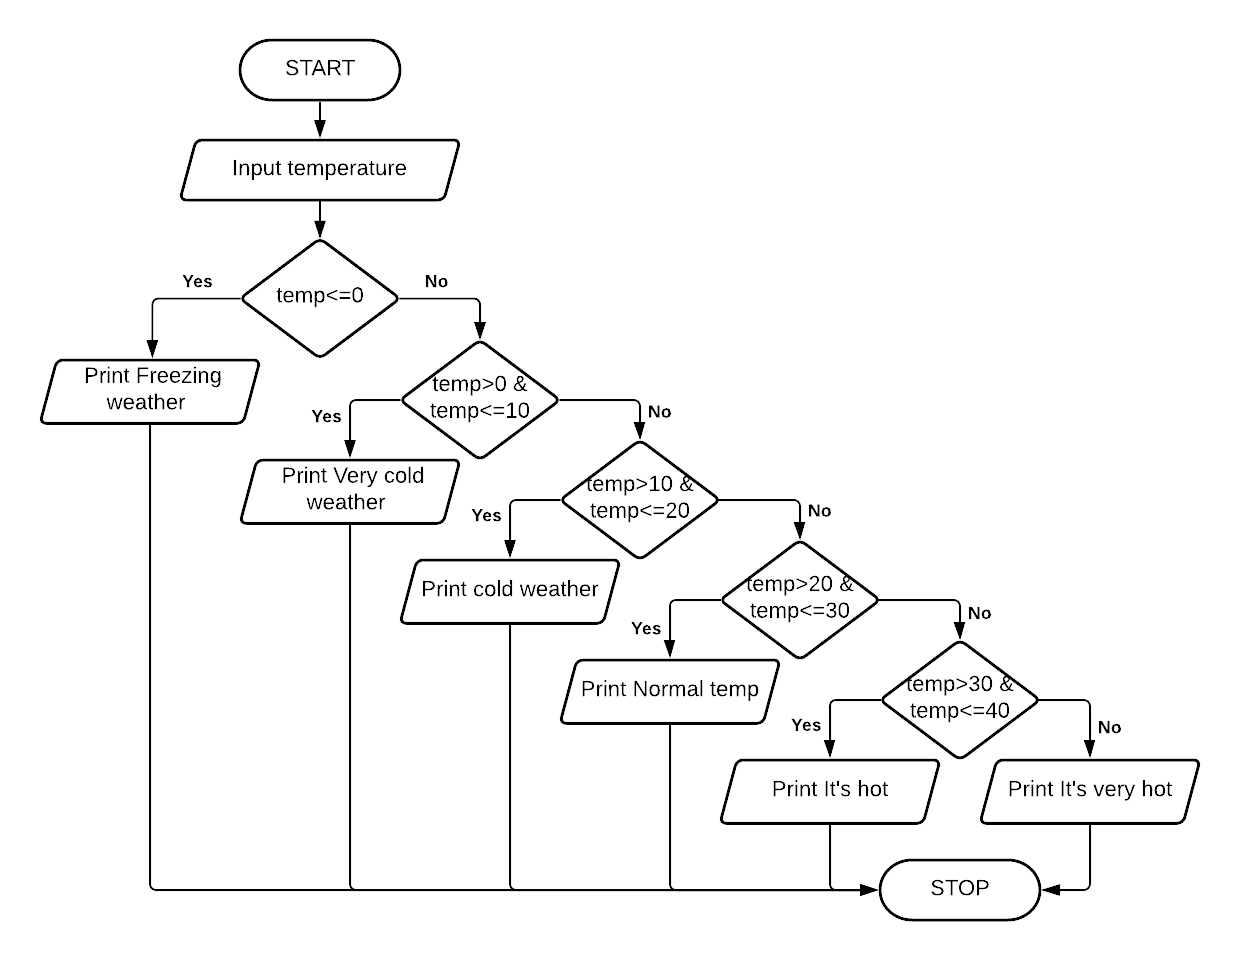 START
Input temperature
temp<=0
Yes
No
Print Freezing
weather
temp>0 &
temp<=10
Yes
No
Print Very cold
weather
temp>10 &
temp<=20
Yes
No
Print cold weather
temp>20 &
temp<=30
Yes
No
Print Normal temp
temp>30 &
temp<=40
Yes
No
Print It's hot
Print It's very hot
STOP